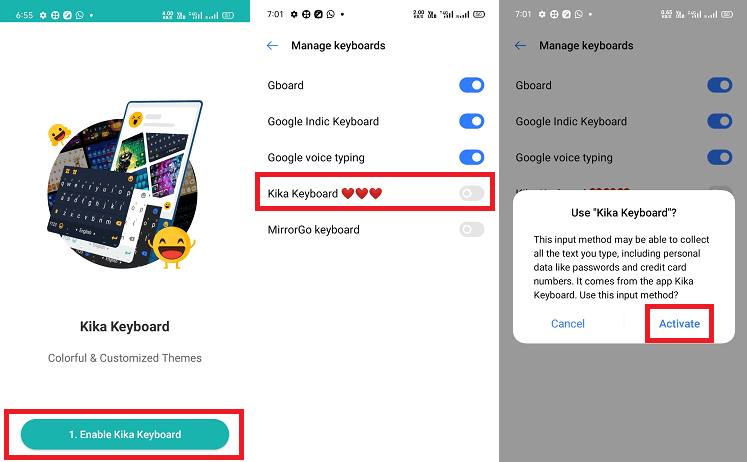 6:55
Kika Keyboard
Colorful & Customized Themes
1. Enable Kika Keyboard
7:01
Manage keyboards
Gboard
Google Indic Keyboard
Google voice typing
Kika Keyboard ❤️❤️❤️
MirrorGo keyboard
7:01
Manage keyboards
Gboard
Google Indic Keyboard
Google voice typing
Use "Kika Keyboard"?
This input method may be able to collect
all the text you type, including personal
data like passwords and credit card
numbers. It comes from the app Kika
Keyboard. Use this input method?
Cancel
Activate